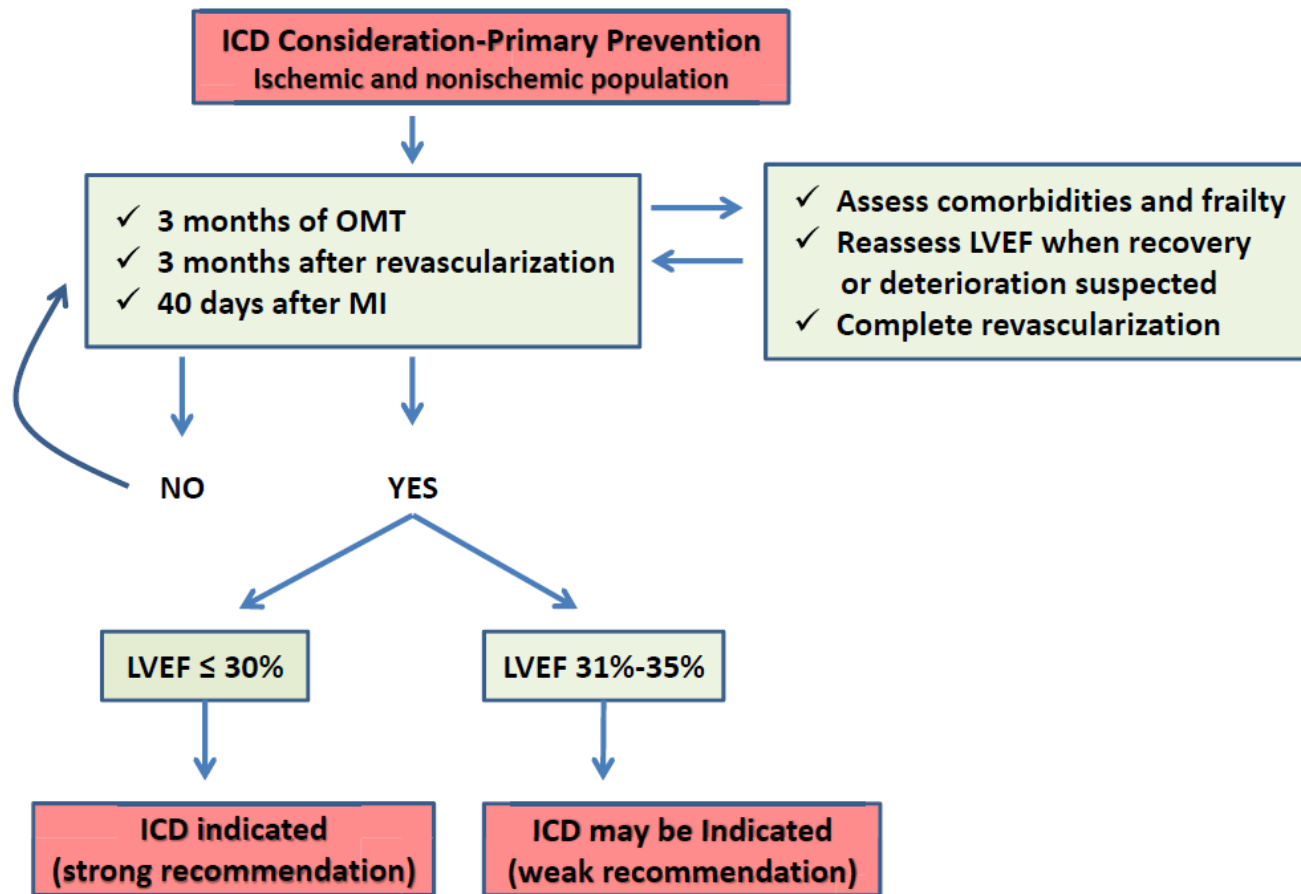 ICD Consideration-Primary Prevention
Ischemic and nonischemic population
✓ 3 months of OMT
✓ 3 months after revascularization
✓ 40 days after MI
✓ Assess comorbidities and frailty
✓ Reassess LVEF when recovery
or deterioration suspected
✓ Complete revascularization
NO
YES
LVEF ≤ 30%
LVEF 31%-35%
ICD indicated
(strong recommendation)
ICD may be Indicated
(weak recommendation)